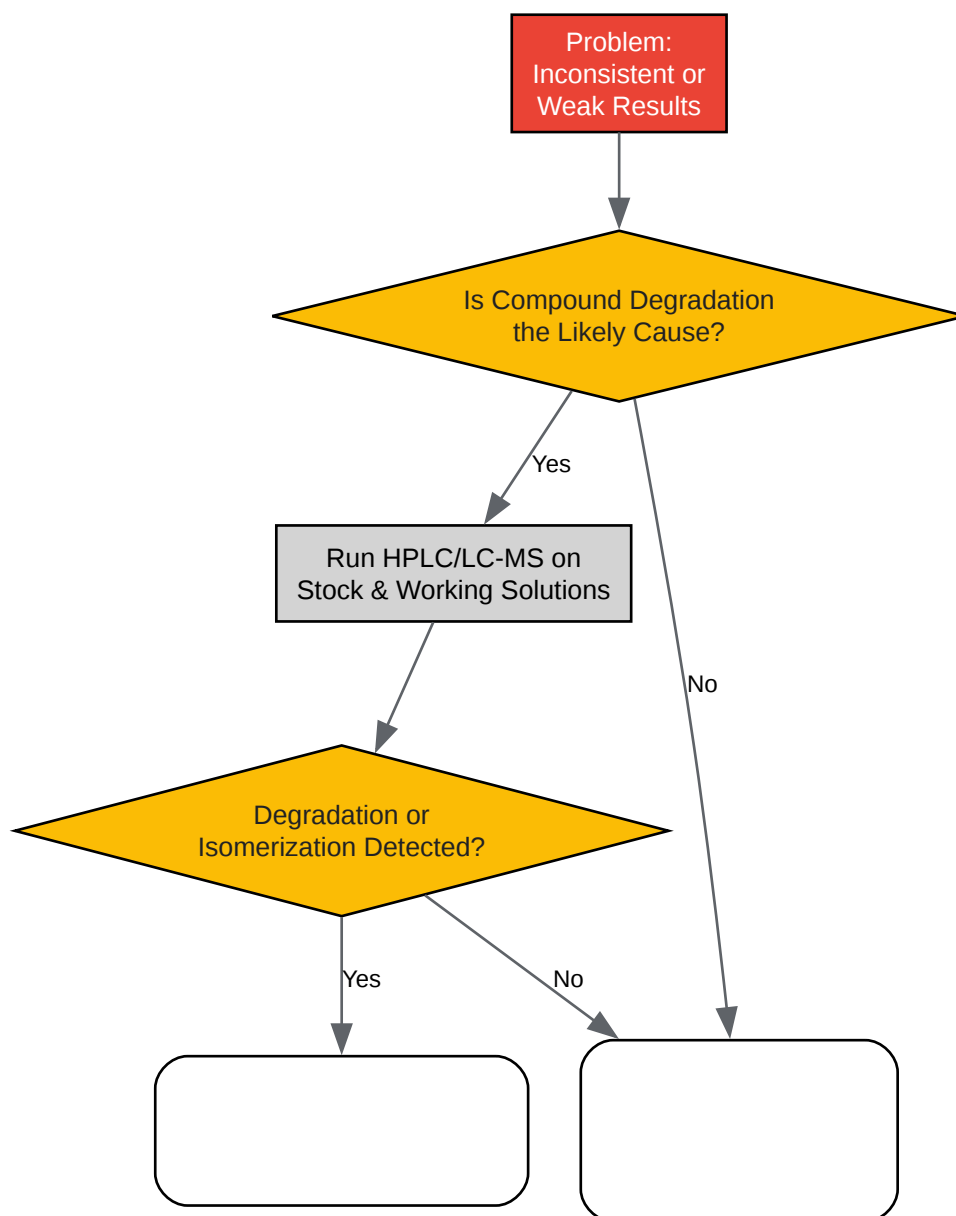 Problem:
Inconsistent or
Weak Results
Is Compound Degradation
the Likely Cause?
Yes
Run HPLC/LC-MS on
Stock & Working Solutions
No
Degradation or
Isomerization Detected?
Yes
No